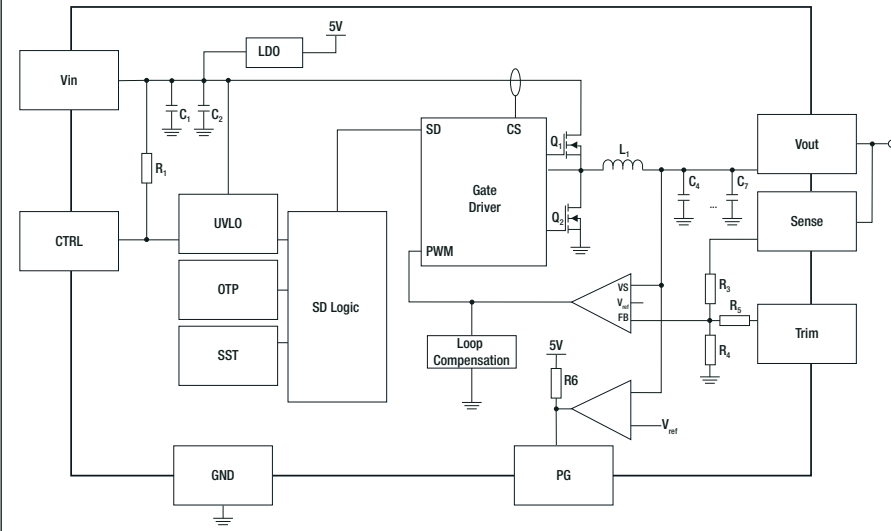 5V
LDO
Vin
C1
C2
SD
CS
Q1
L1
Vout
R1
Gate
Driver
C4
C7
...
Q2
UVLO
Sense
CTRL
PWM
OTP
SD Logic
VS
Vref
FB
R3
R5
Trim
SST
Loop
Compensation
5V
R4
R6
Vref
GND
PG